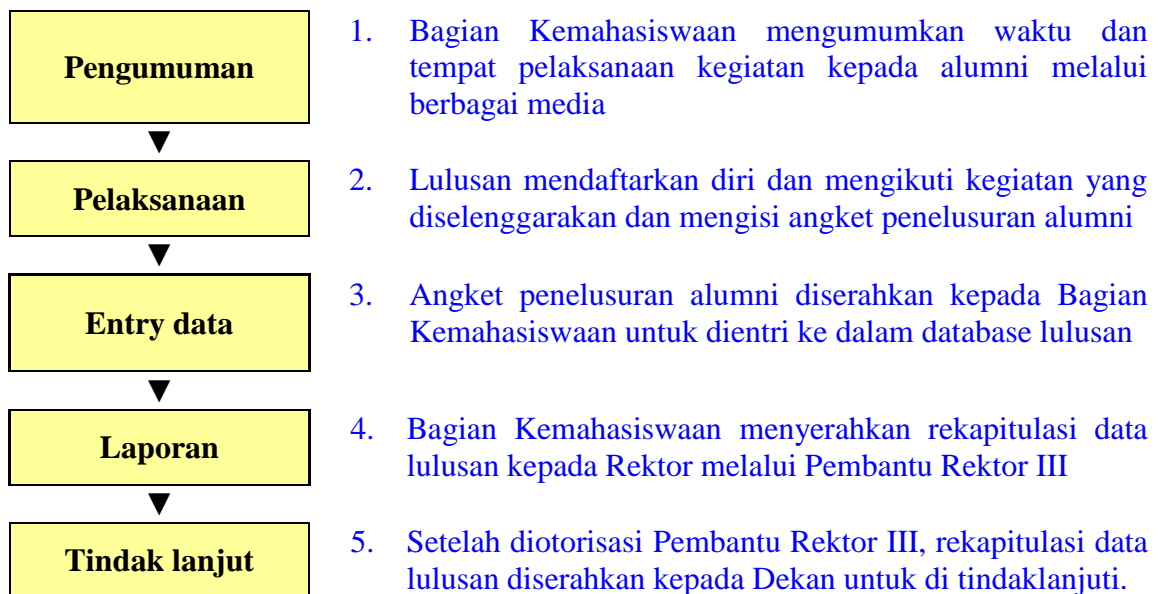 Pengumuman
1. Bagian Kemahasiswaan mengumumkan waktu dan
tempat pelaksanaan kegiatan kepada alumni melalui
berbagai media
Pelaksanaan
2. Lulusan mendaftarkan diri dan mengikuti kegiatan yang
diselenggarakan dan mengisi angket penelusuran alumni
Entry data
3. Angket penelusuran alumni diserahkan kepada Bagian
Kemahasiswaan untuk dientri ke dalam database lulusan
Laporan
4. Bagian Kemahasiswaan menyerahkan rekapitulasi data
lulusan kepada Rektor melalui Pembantu Rektor III
Tindak lanjut
5. Setelah diotorisasi Pembantu Rektor III, rekapitulasi data
lulusan diserahkan kepada Dekan untuk di tindaklanjuti.